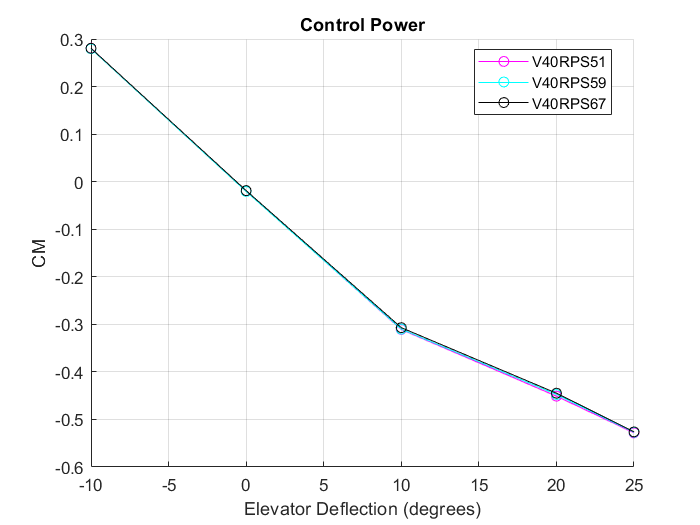 Control Power
V40RPS51
V40RPS59
V40RPS67
0.3
0.2
0.1
0
-0.1
-0.2
-0.3
-0.4
-0.5
-0.6
CM
-10 -5 0 5 10 15 20 25
Elevator Deflection (degrees)